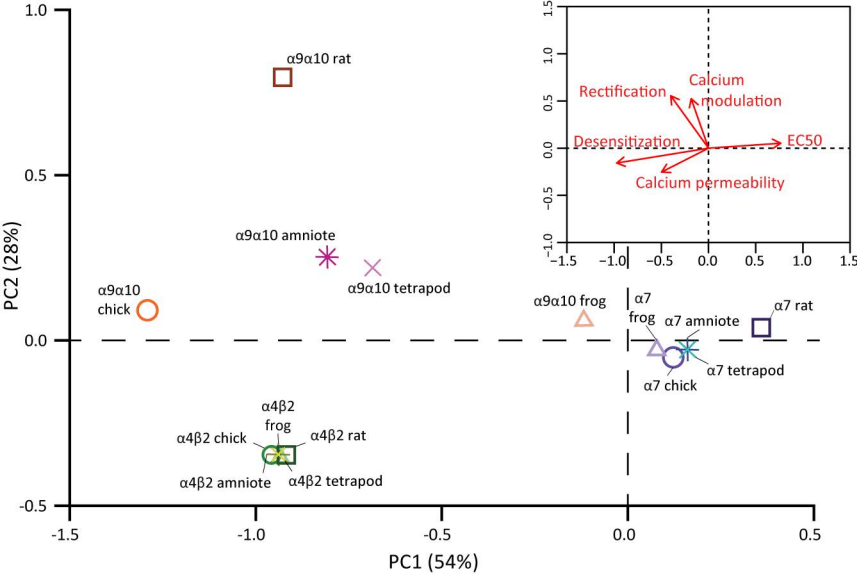 1.0
α9α10 rat
0.5
α9α10 amniote
α9α10 tetrapod
α9α10
chick
α9α10 frog
α7
frog
α7 rat
α7 amniote
α7 tetrapod
α7 chick
0.0
α4β2
frog
α4β2 chick
α4β2 rat
α4β2 amniote
α4β2 tetrapod
-0.5
PC2 (28%)
-1.5
-1.0
-0.5
0.0
0.5
PC1 (54%)
1.5
1.0
0.5
0.0
−0.5
−1.0
Calcium
modulation
Rectification
Desensitization
EC50
Calcium permeability
−1.5
−1.0
−0.5
0.0
0.5
1.0
1.5